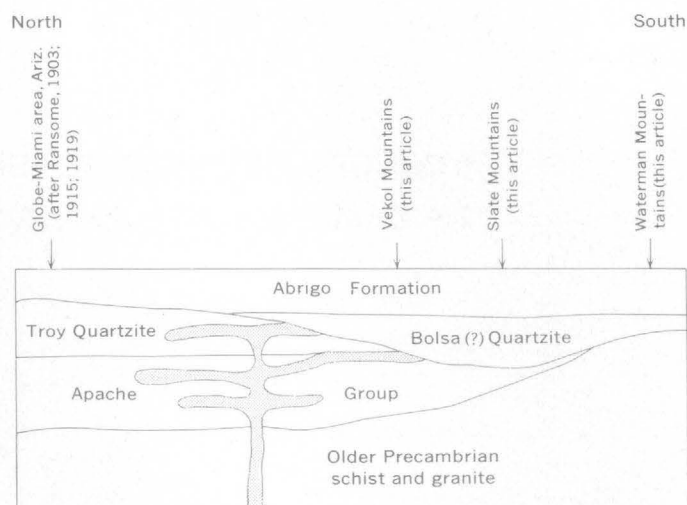 North
South
Globe-Miami area, Ariz.
(after Ransome, 1903;
1915; 1919)
Vekol Mountains
(this article)
Slate Mountains
(this article)
Waterman Moun-
tains(this article)
Abrigo Formation
Troy Quartzite
Bolsa (?) Quartzite
Apache
Group
Older Precambrian
schist and granite